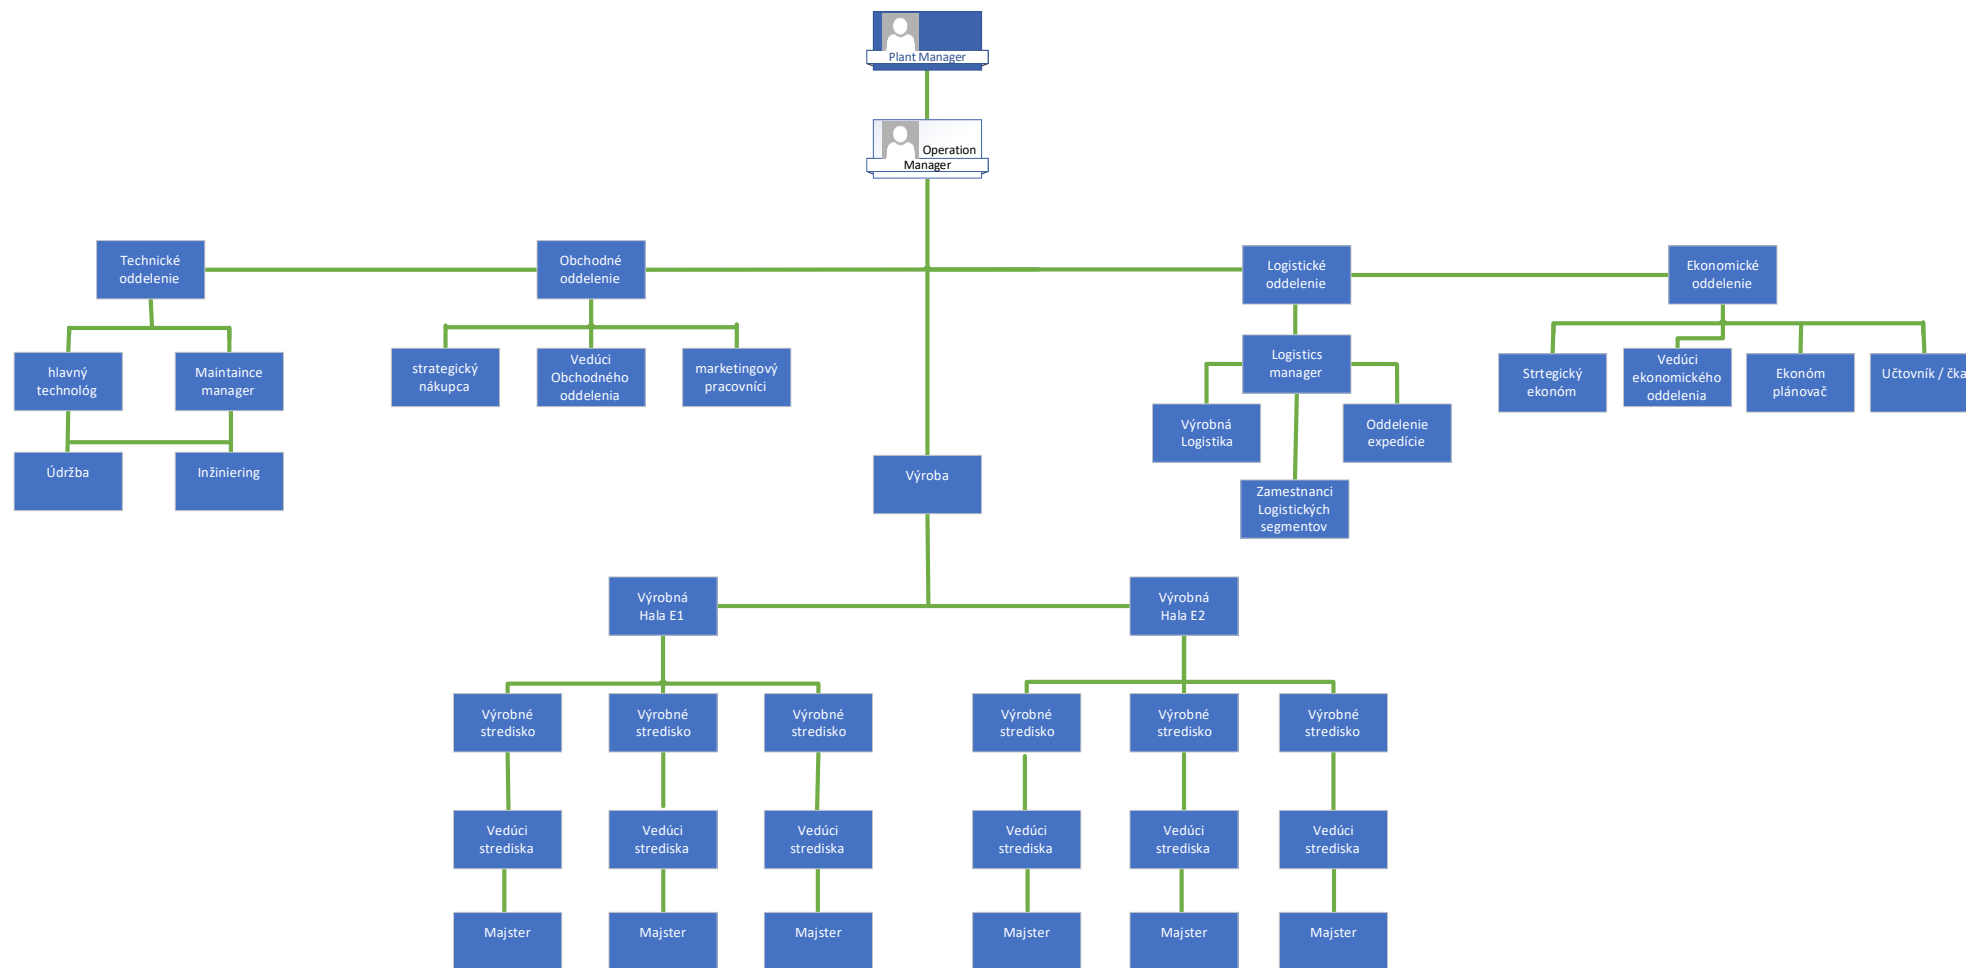 Plant Manager
Operation
Manager
Technické
oddelenie
Obchodné
oddelenie
Logistické
oddelenie
Ekonomické
oddelenie
hlavný
technológ
Maintaince
manager
strategický
nákupca
Vedúci
Obchodného
oddelenia
marketingový
pracovníci
Logistics
manager
Strtegický
ekonóm
Vedúci
ekonomického
oddelenia
Ekonóm
plánovač
Učtovník / čka
Výrobná
Logistika
Oddelenie
expedície
Údržba
Inžiniering
Výroba
Zamestnanci
Logistických
segmentov
Výrobná
Hala E1
Výrobná
Hala E2
Výrobné
stredisko
Výrobné
stredisko
Výrobné
stredisko
Výrobné
stredisko
Výrobné
stredisko
Výrobné
stredisko
Vedúci
strediska
Vedúci
strediska
Vedúci
strediska
Vedúci
strediska
Vedúci
strediska
Vedúci
strediska
Majster
Majster
Majster
Majster
Majster
Majster